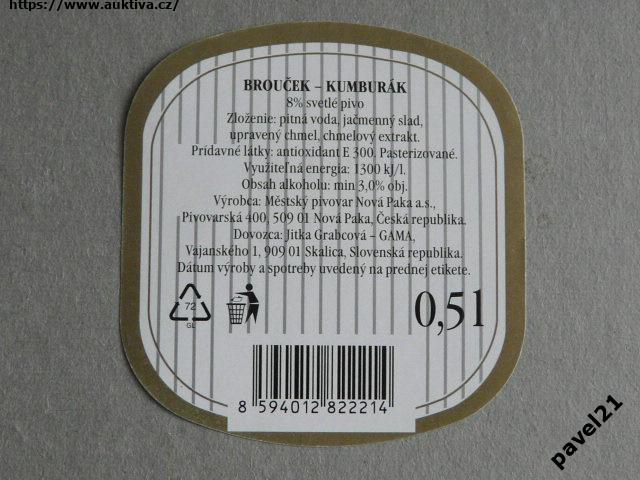 https://www.auktiva.cz/
BROUČEK – KUMBURÁK
8% svetlé pivo
Zloženie: pitná voda, jačmenný slad,
upravený chmel, chmelový extrakt.
Prídavné látky: antioxidant E 300. Pasterizované.
Využiteľná energia: 1300 kJ/l.
Obsah alkoholu: min 3,0% obj.
Výrobca: Městský pivovar Nová Paka a.s.,
Pivovarská 400, 509 01 Nová Paka, Česká republika.
Dovozca: Jitka Grabcová – GAMA,
Vajanského 1, 909 01 Skalica, Slovenská republika.
Dátum výroby a spotreby uvedený na prednej etikete.
72
GL
0,5 l
8 594012 822214
pavel21